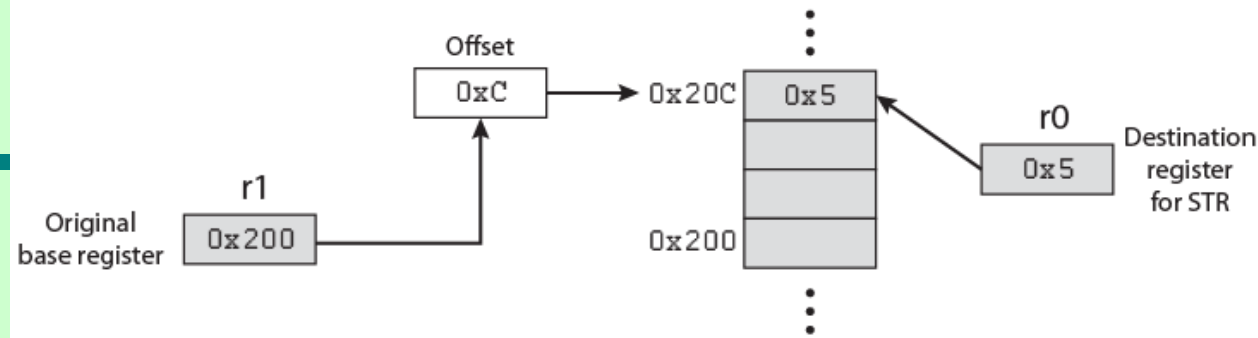 Offset
0xC
0x20C
0x5
r0
0x5
Destination
register
for STR
r1
Original
base register
0x200
0x200